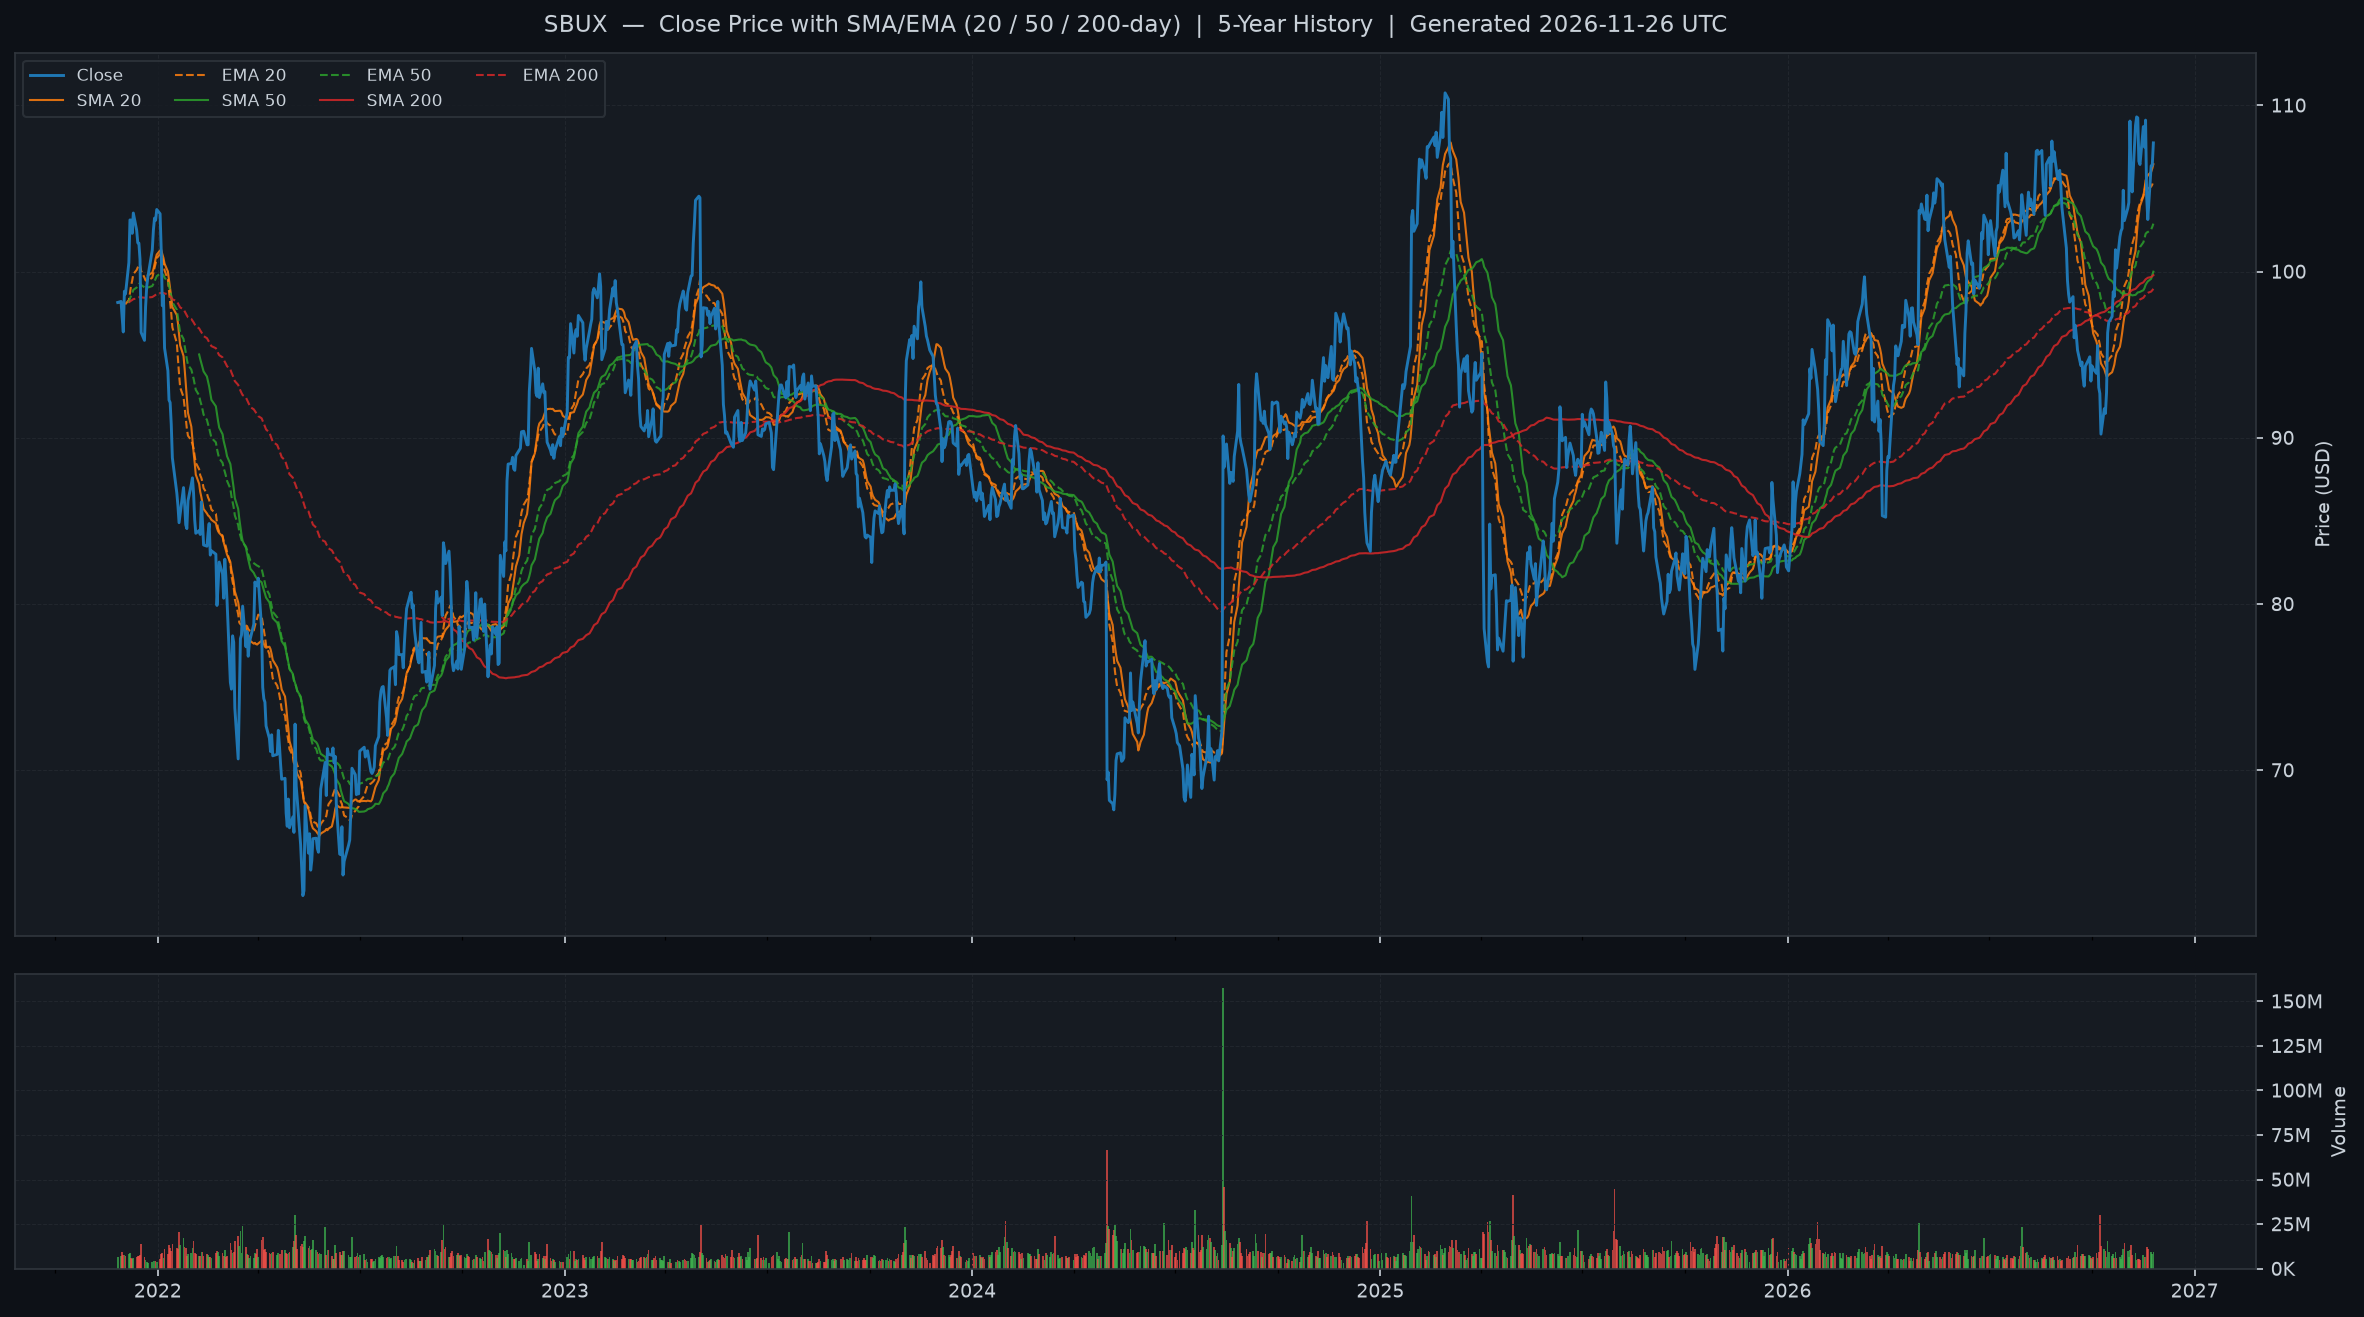 SBUX — Close Price with SMA/EMA (20 / 50 / 200-day) | 5-Year History | Generated 2026-11-26 UTC
Close EMA 20 EMA 50 EMA 200
SMA 20 SMA 50 SMA 200
110
100
90
80
70
Price (USD)
150M
125M
100M
75M
50M
25M
0K
Volume
2022 2023 2024 2025 2026 2027